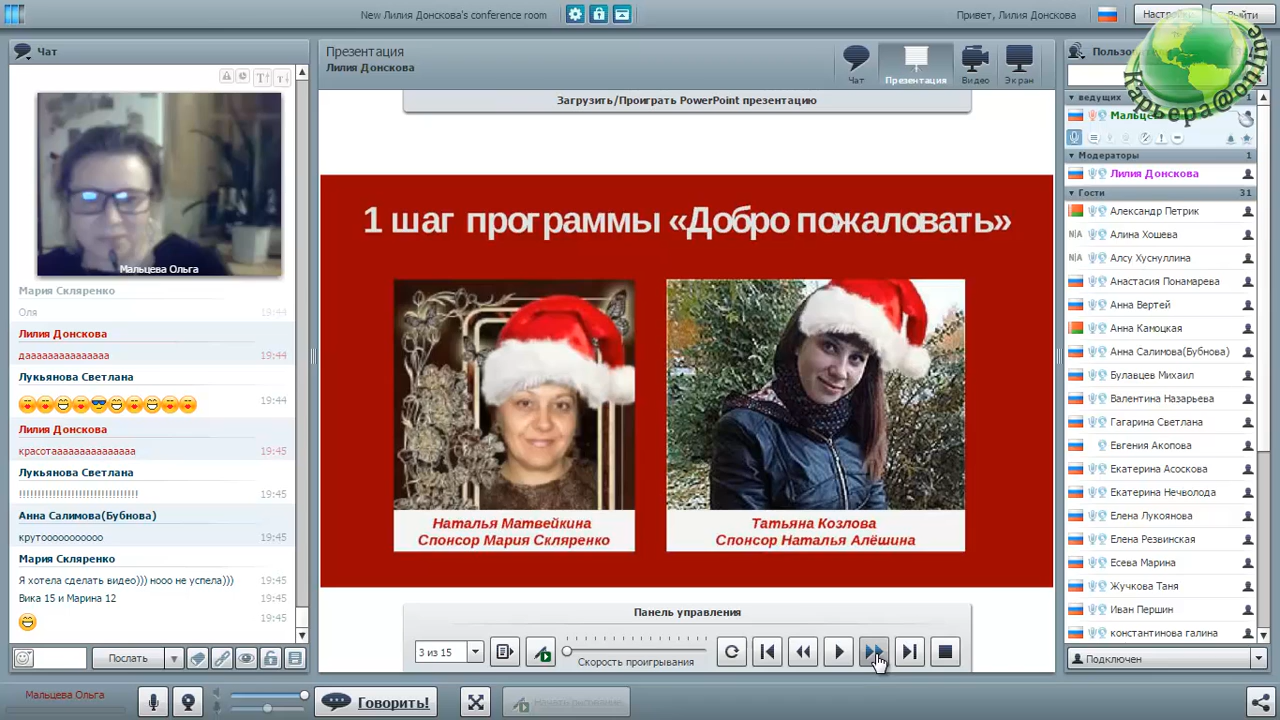 New Лилия Донскова's conference room
Привет, Лилия Донскова
Настройки
Выйти
Чат
Мальцева Ольга
Мария Скляренко
Оля 19:44
Лилия Донскова
дааааааааааааааа 19:44
Лукьянова Светлана
19:44
Лилия Донскова
красотааааааааааааааа 19:45
Лукьянова Светлана
!!!!!!!!!!!!!!!!!!!!!!!!!!!!!!!! 19:45
Анна Салимова(Бубнова)
крутоооооооооо 19:45
Мария Скляренко
Я хотела сделать видео))) нооо не успела))) 19:45
Вика 15 и Марина 12 19:45
19:45
Послать
Мальцева Ольга
Говорить!
Презентация
Лилия Донскова
Чат
Презентация
Видео
Экран
Загрузить/Проиграть PowerPoint презентацию
1 шаг программы «Добро пожаловать»
Наталья Матвейкина
Спонсор Мария Скляренко
Татьяна Козлова
Спонсор Наталья Алёшина
Панель управления
3 из 15
Скорость проигрывания
карьера@online
ведущих 1
Модераторы 1
Лилия Донскова
Гости 31
Александр Петрик
N/A Алина Хошева
N/A Алсу Хуснуллина
Анастасия Понамарева
Анна Вертей
Анна Камоцкая
Анна Салимова(Бубнова)
Булавцев Михаил
Валентина Назарьева
Гагарина Светлана
Евгения Акопова
Екатерина Асоскова
Екатерина Нечволода
Елена Лукоянова
Елена Резвинская
Есева Марина
Жучкова Таня
Иван Першин
константинова галина
Подключен